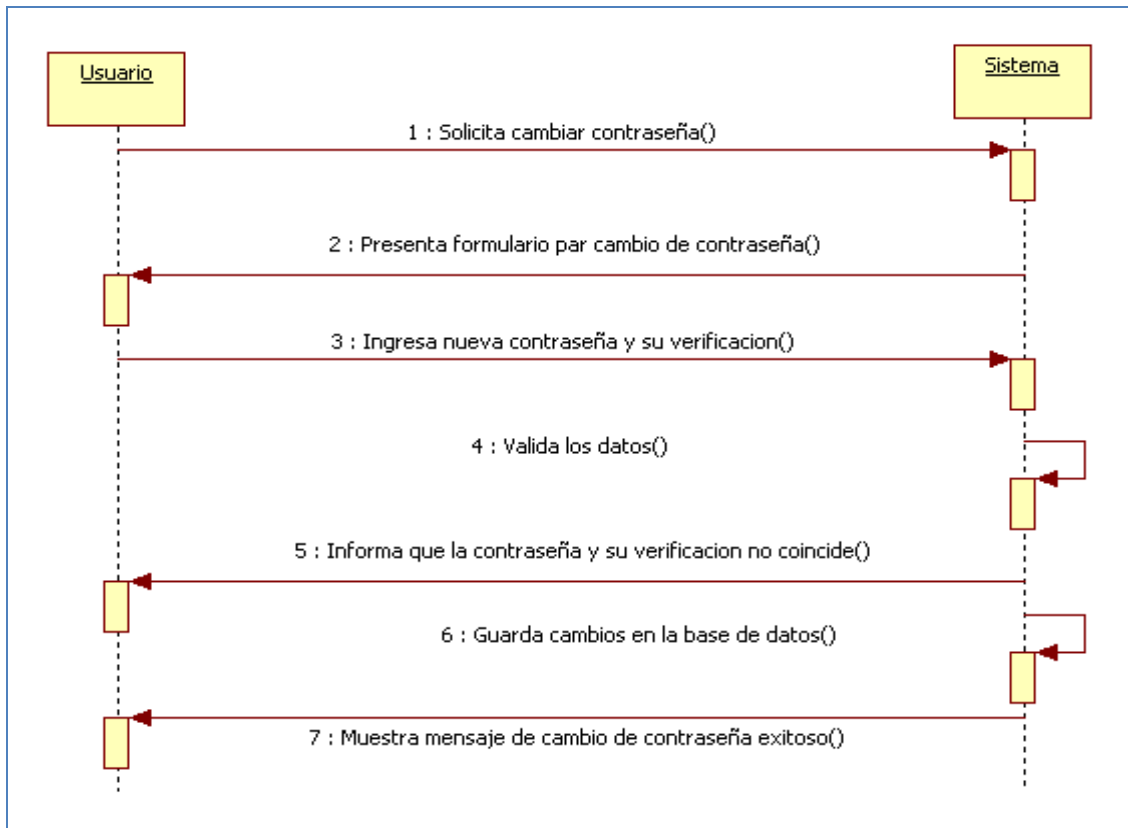 Usuario
Sistema
1 : Solicita cambiar contraseña()
2 : Presenta formulario par cambio de contraseña()
3 : Ingresa nueva contraseña y su verificacion()
4 : Valida los datos()
5 : Informa que la contraseña y su verificacion no coincide()
6 : Guarda cambios en la base de datos()
7 : Muestra mensaje de cambio de contraseña exitoso()